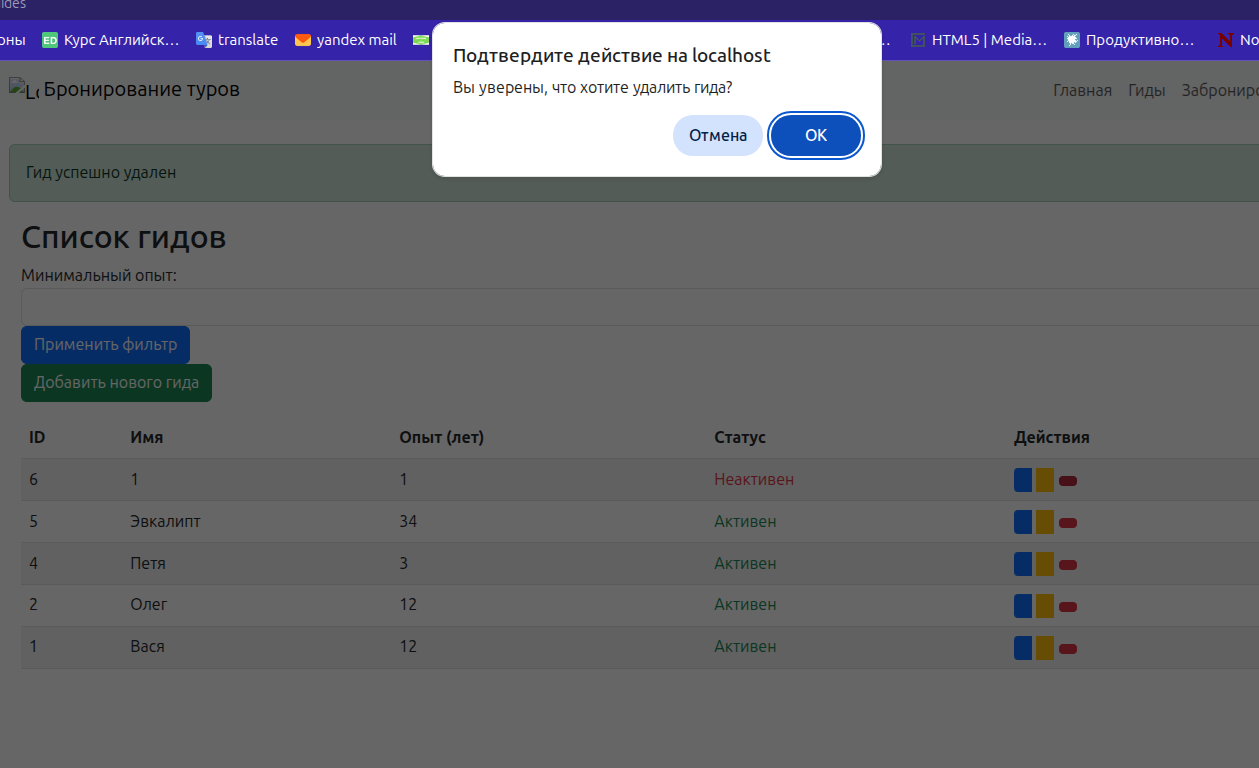 ides
оны ED Курс Английск... translate yandex mail ... HTML5 | Media... Продуктивно... No
Подтвердите действие на localhost
Вы уверены, что хотите удалить гида?
Отмена OK
Бронирование туров Главная Гиды Заброниро
Гид успешно удален
Список гидов
Минимальный опыт:
Применить фильтр
Добавить нового гида
ID Имя Опыт (лет) Статус Действия
6 1 1 Неактивен
5 Эвкалипт 34 Активен
4 Петя 3 Активен
2 Олег 12 Активен
1 Вася 12 Активен